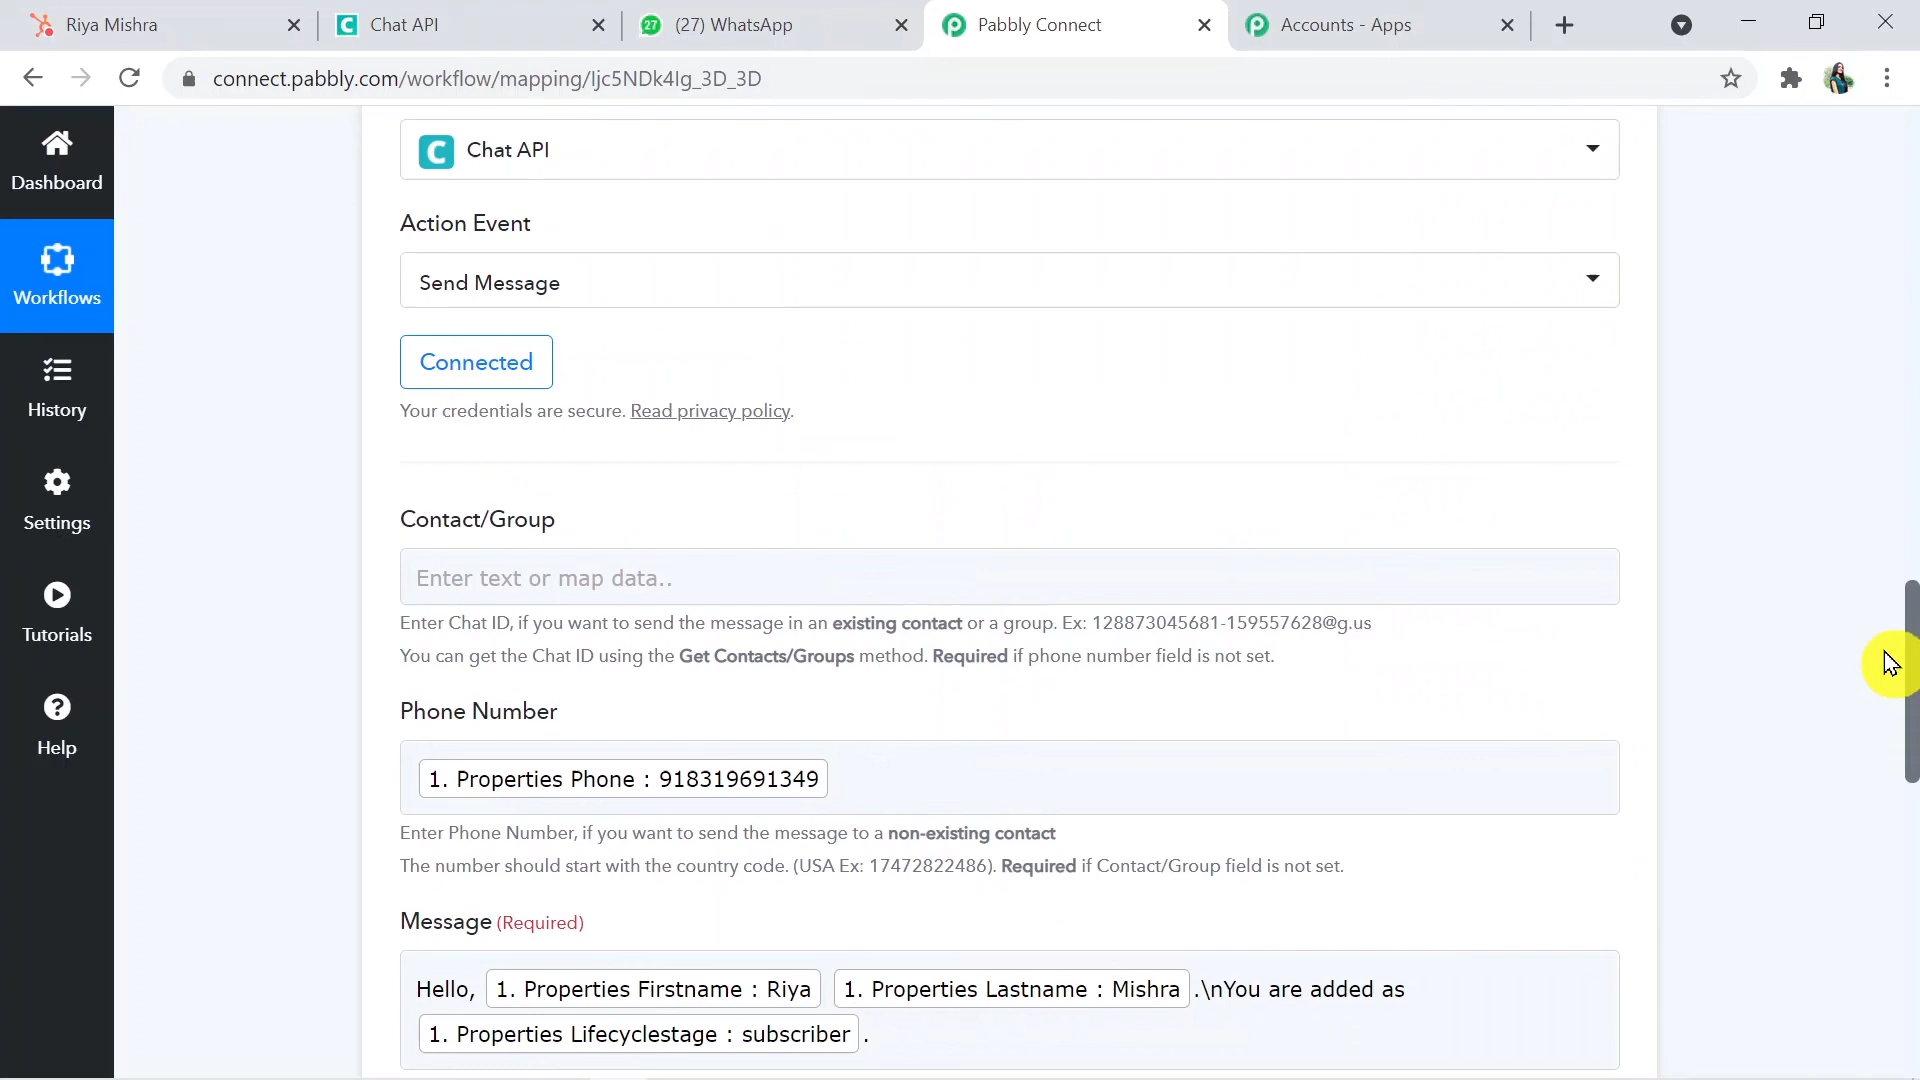 Riya Mishra
Chat API
27 (27) WhatsApp
Pabbly Connect
Accounts - Apps
connect.pabbly.com/workflow/mapping/Ijc5NDk4Ig_3D_3D
Dashboard
Workflows
History
Settings
Tutorials
Help
C Chat API
Action Event
Send Message
Connected
Your credentials are secure. Read privacy policy.
Contact/Group
Enter text or map data..
Enter Chat ID, if you want to send the message in an existing contact or a group. Ex: 128873045681-159557628@g.us
You can get the Chat ID using the Get Contacts/Groups method. Required if phone number field is not set.
Phone Number
1. Properties Phone : 918319691349
Enter Phone Number, if you want to send the message to a non-existing contact
The number should start with the country code. (USA Ex: 17472822486). Required if Contact/Group field is not set.
Message (Required)
Hello, 1. Properties Firstname : Riya 1. Properties Lastname : Mishra .\nYou are added as
1. Properties Lifecyclestage : subscriber .